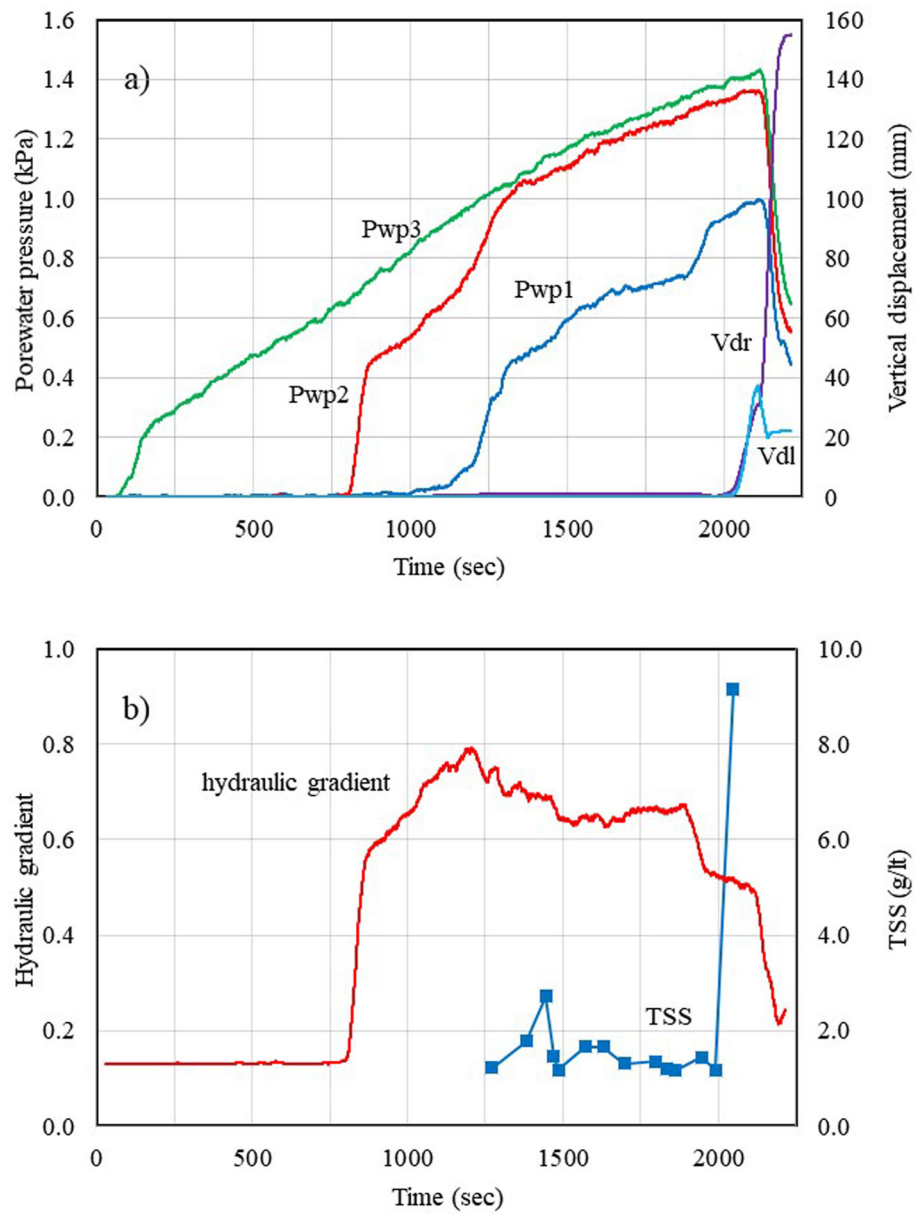 a)
1.6
1.4
1.2
1.0
0.8
0.6
0.4
0.2
0.0
Porewater pressure (kPa)
160
140
120
100
80
60
40
20
0
Vertical displacement (mm)
Pwp3
Pwp1
Pwp2
Vdr
Vdl
0 500 1000 1500 2000
Time (sec)
b)
1.0
0.8
0.6
0.4
0.2
0.0
Hydraulic gradient
10.0
8.0
6.0
4.0
2.0
0.0
TSS (g/lt)
hydraulic gradient
TSS
0 500 1000 1500 2000
Time (sec)